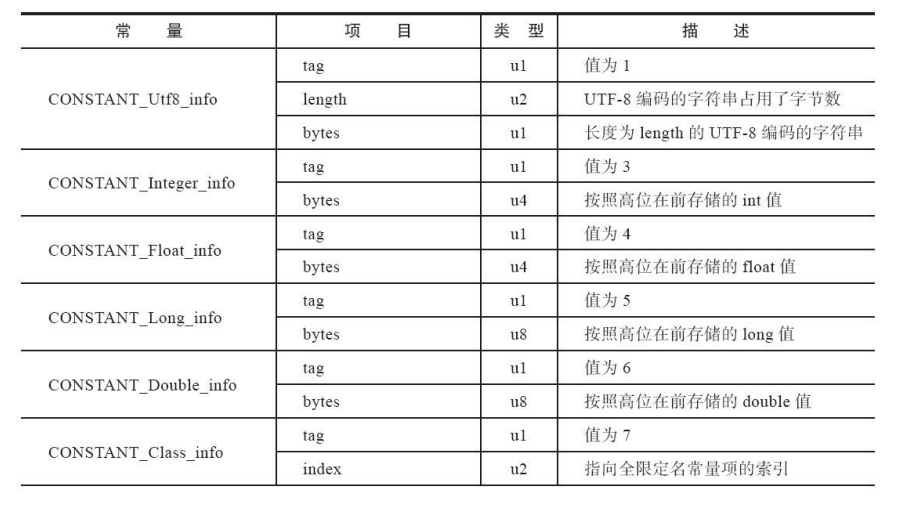 常 量 项 目 类 型 描 述
CONSTANT_Utf8_info tag u1 值为 1
length u2 UTF-8 编码的字符串占用了字节数
bytes u1 长度为 length 的 UTF-8 编码的字符串
CONSTANT_Integer_info tag u1 值为 3
bytes u4 按照高位在前存储的 int 值
CONSTANT_Float_info tag u1 值为 4
bytes u4 按照高位在前存储的 float 值
CONSTANT_Long_info tag u1 值为 5
bytes u8 按照高位在前存储的 long 值
CONSTANT_Double_info tag u1 值为 6
bytes u8 按照高位在前存储的 double 值
CONSTANT_Class_info tag u1 值为 7
index u2 指向全限定名常量项的索引